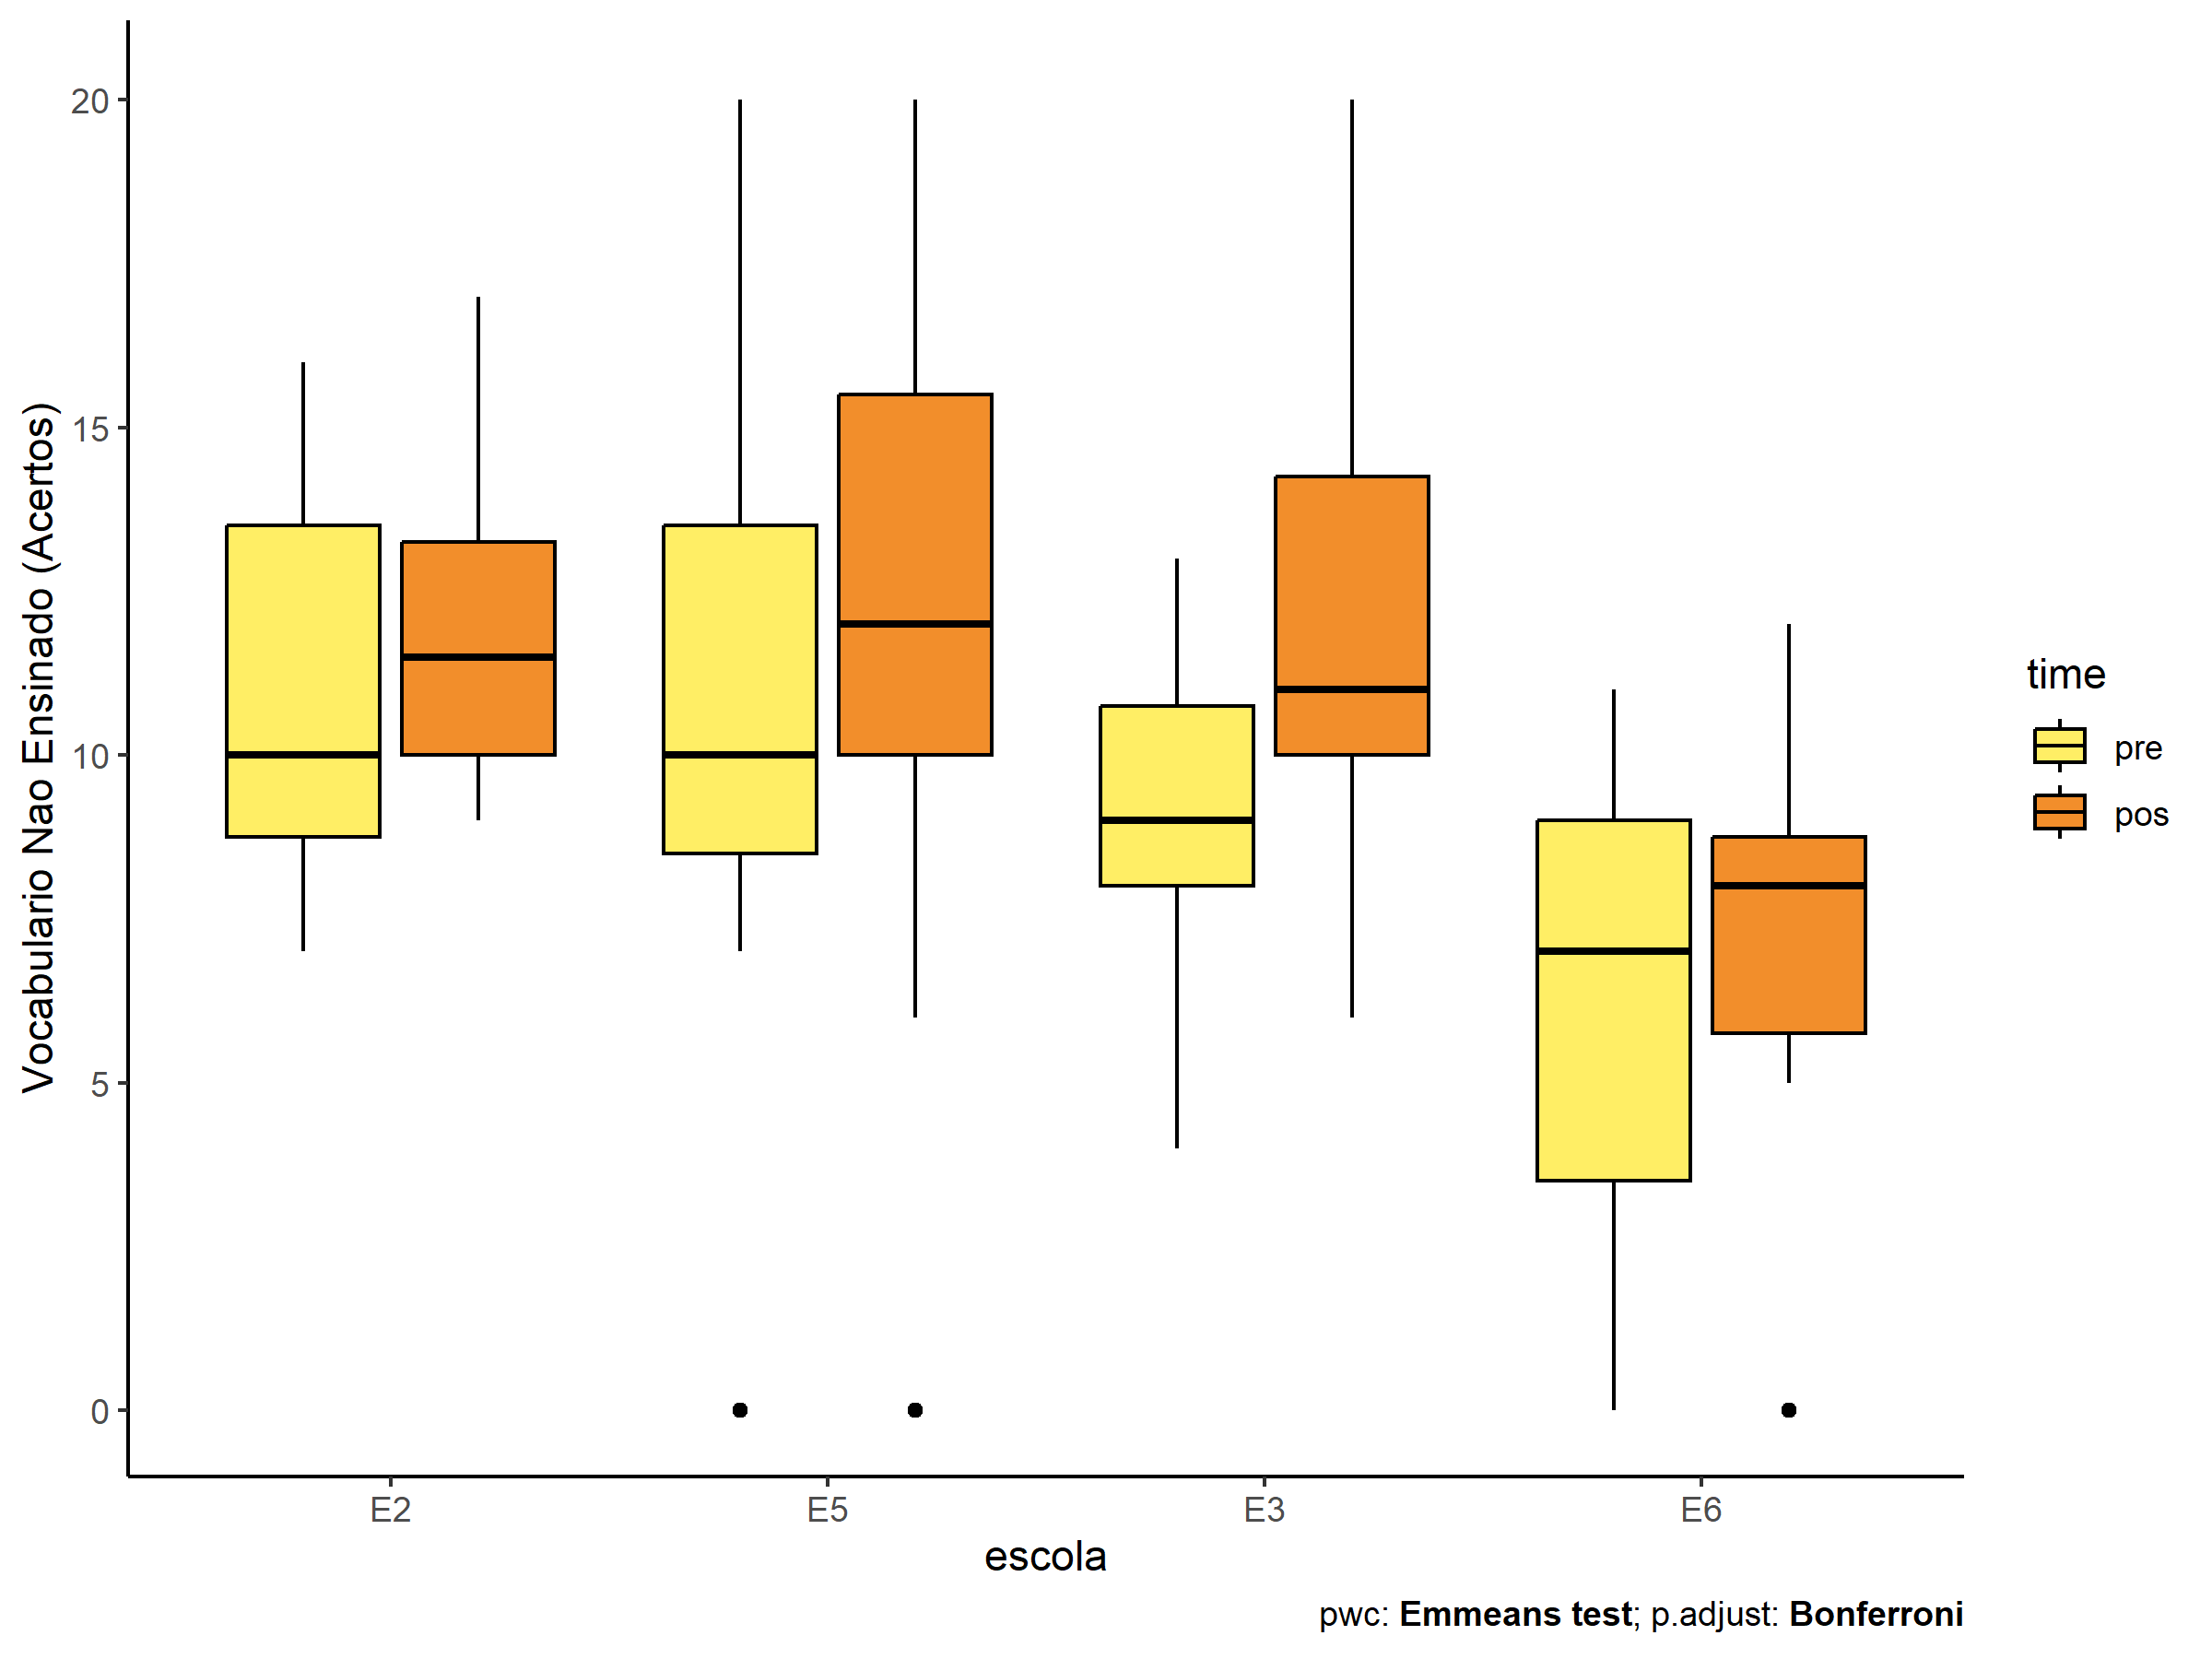 Vocabulario Nao Ensinado (Acertos)
20
15
10
5
0
E2 E5 E3 E6
escola
time
pre
pos
pwc: Emmeans test; p.adjust: Bonferroni